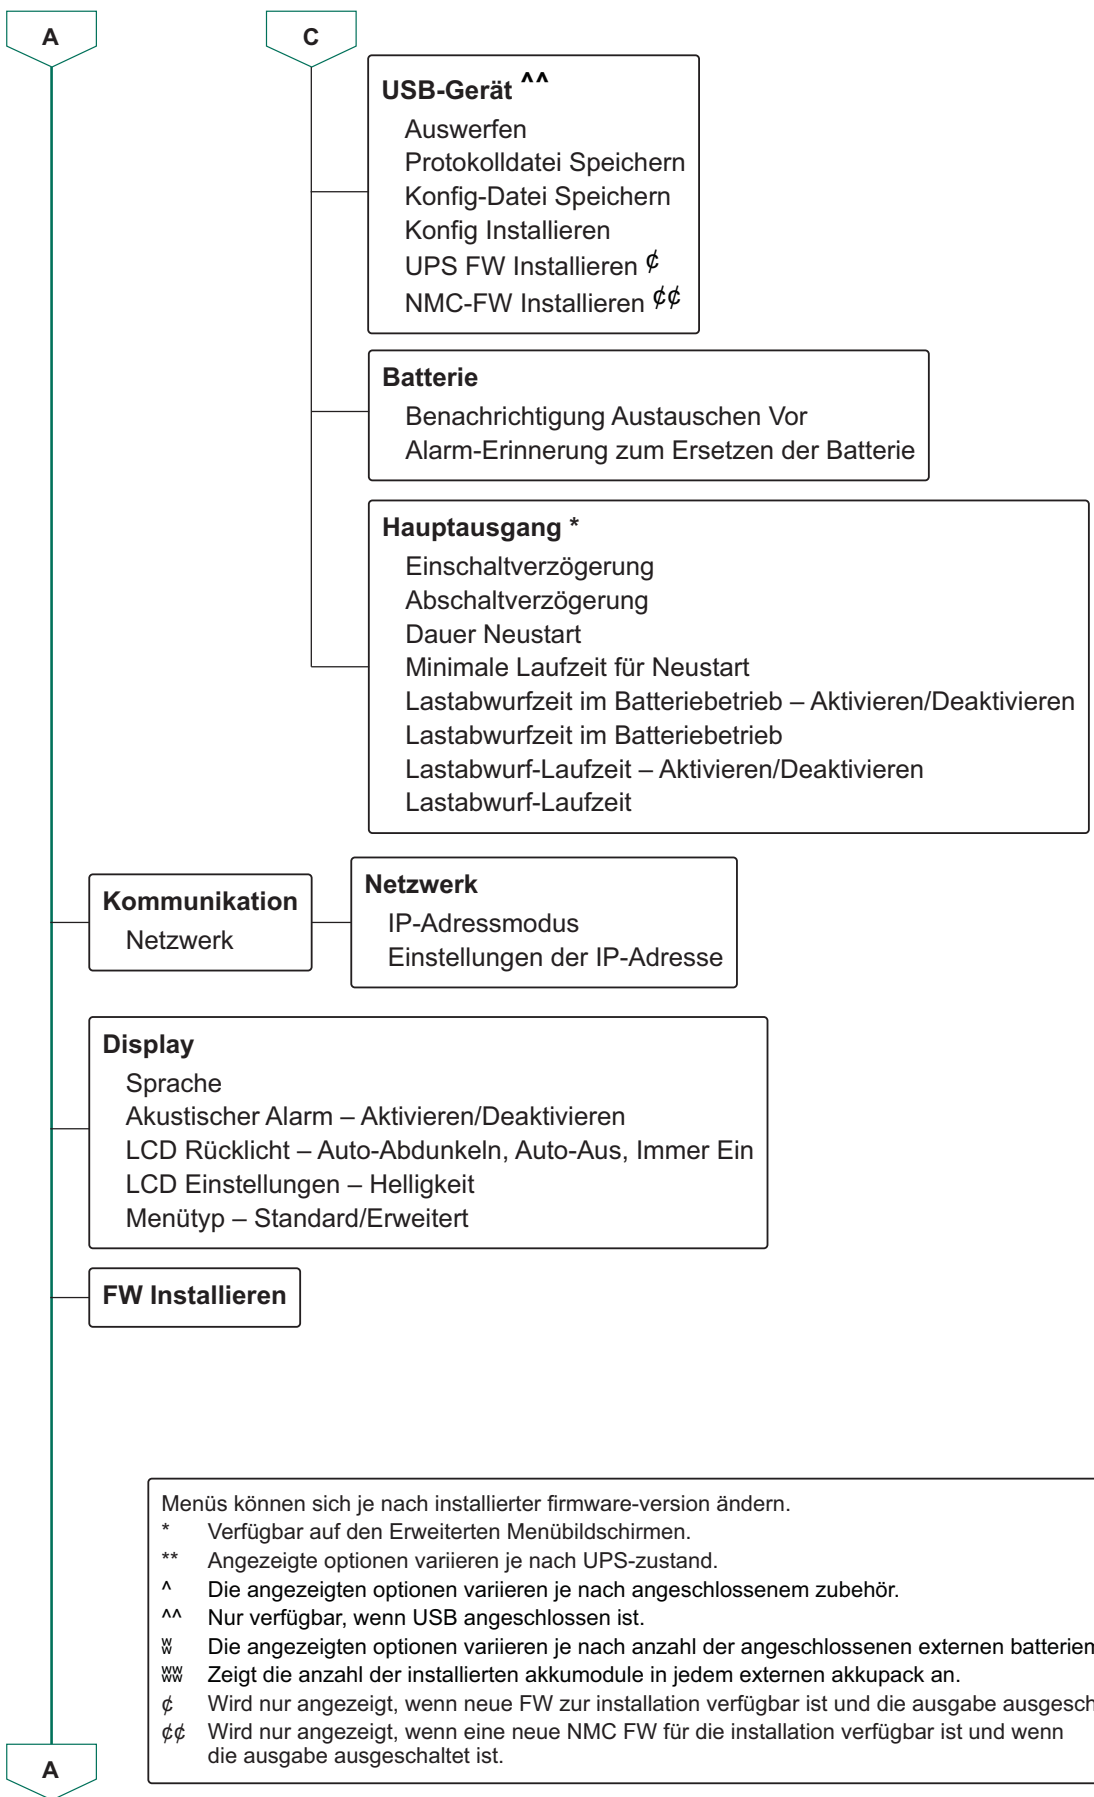 A
C
USB-Gerät ^^
Auswerfen
Protokolldatei Speichern
Konfig-Datei Speichern
Konfig Installieren
UPS FW Installieren ¢
NMC-FW Installieren ¢¢
Batterie
Benachrichtigung Austauschen Vor
Alarm-Erinnerung zum Ersetzen der Batterie
Hauptausgang *
Einschaltverzögerung
Abschaltverzögerung
Dauer Neustart
Minimale Laufzeit für Neustart
Lastabwurfzeit im Batteriebetrieb – Aktivieren/Deaktivieren
Lastabwurfzeit im Batteriebetrieb
Lastabwurf-Laufzeit – Aktivieren/Deaktivieren
Lastabwurf-Laufzeit
Kommunikation
Netzwerk
Netzwerk
IP-Adressmodus
Einstellungen der IP-Adresse
Display
Sprache
Akustischer Alarm – Aktivieren/Deaktivieren
LCD Rücklicht – Auto-Abdunkeln, Auto-Aus, Immer Ein
LCD Einstellungen – Helligkeit
Menütyp – Standard/Erweitert
FW Installieren
Menüs können sich je nach installierter firmware-version ändern.
* Verfügbar auf den Erweiterten Menübildschirmen.
** Angezeigte optionen variieren je nach UPS-zustand.
^ Die angezeigten optionen variieren je nach angeschlossenem zubehör.
^^ Nur verfügbar, wenn USB angeschlossen ist.
Die angezeigten optionen variieren je nach anzahl der angeschlossenen externen
Zeigt die anzahl der installierten akkumodule in jedem externen akkupack an.
¢ Wird nur angezeigt, wenn neue FW zur installation verfügbar ist und die ausgabe
¢¢ Wird nur angezeigt, wenn eine neue NMC FW für die installation verfügbar ist und wenn
die ausgabe ausgeschaltet ist.
A